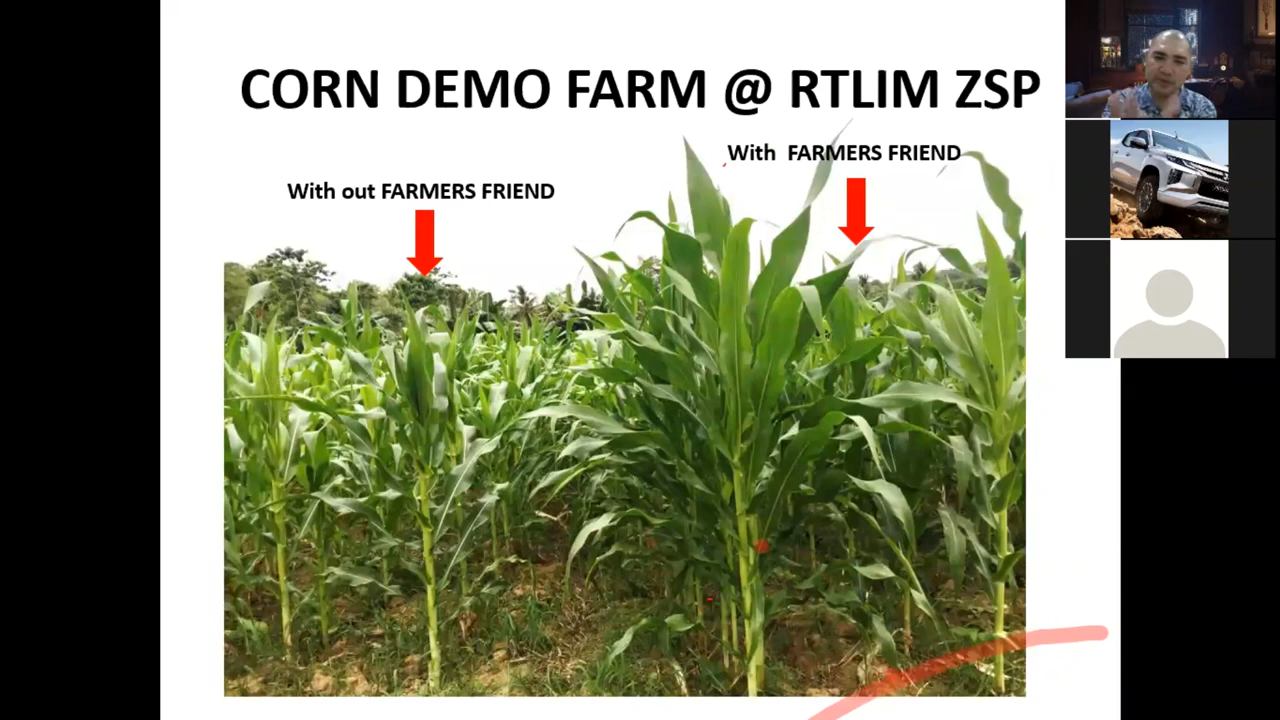 CORN DEMO FARM @ RTLIM ZSP
With FARMERS FRIEND
With out FARMERS FRIEND